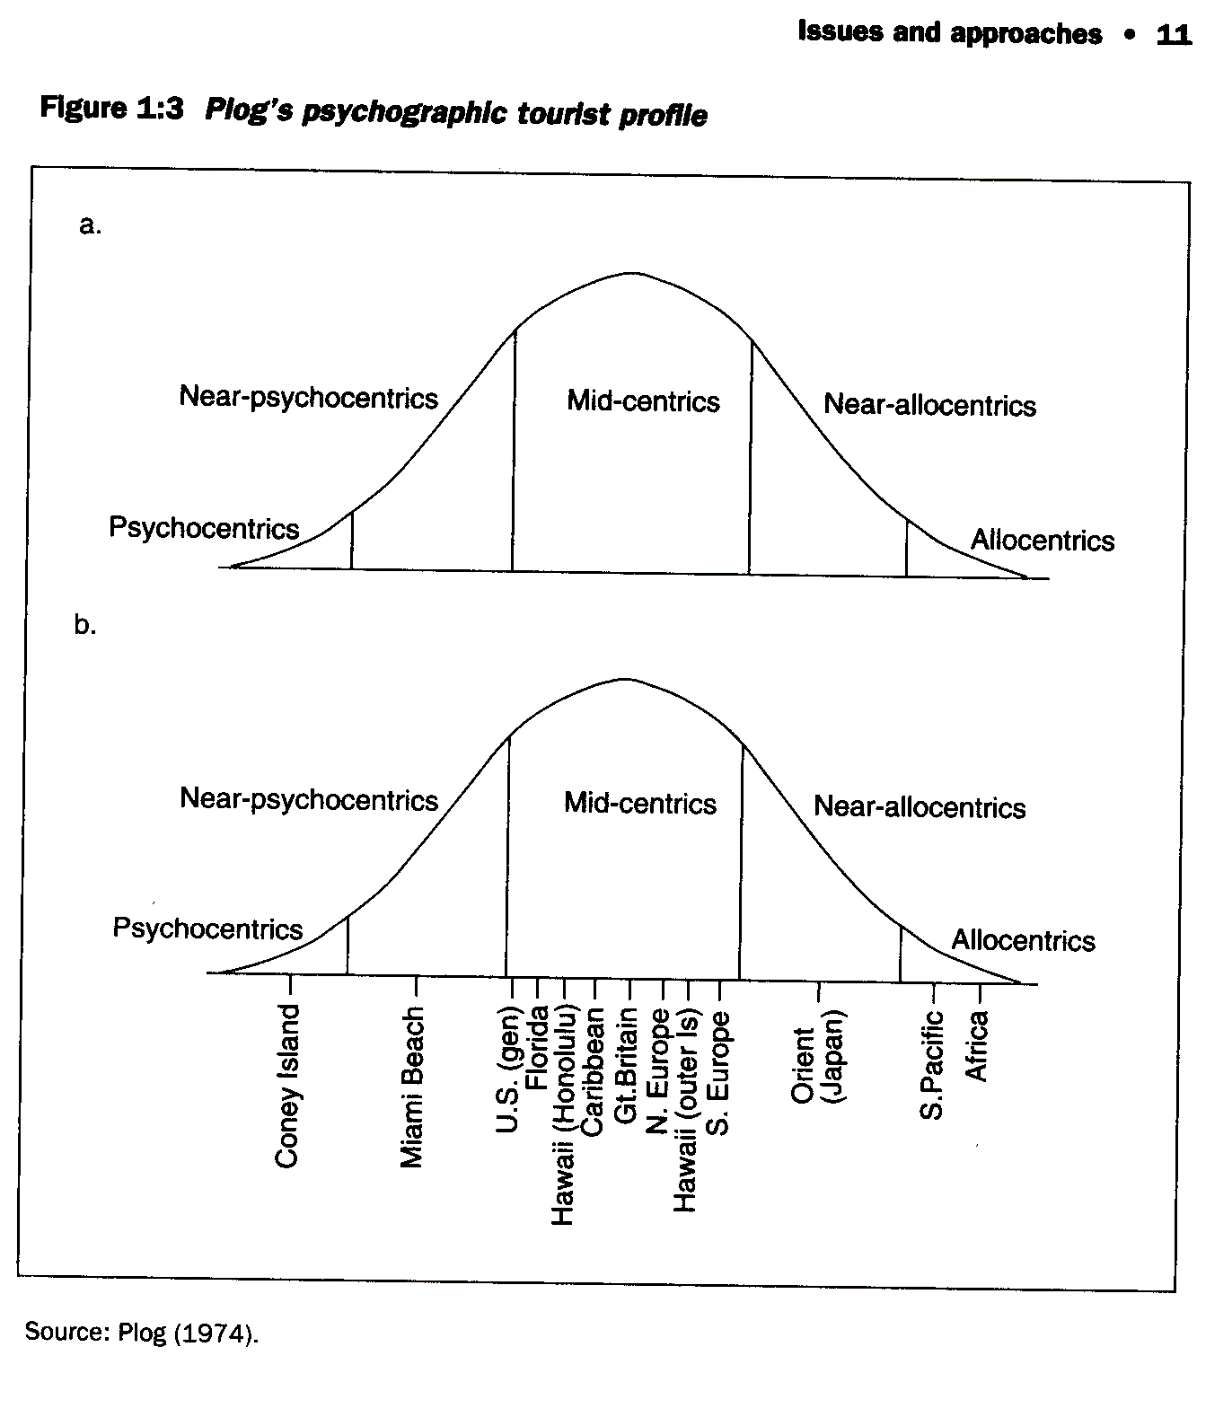 Issues and approaches • 11
Figure 1:3 Plog's psychographic tourist profile
a.
Near-psychocentrics
Mid-centrics
Near-allocentrics
Psychocentrics
Allocentrics
b.
Near-psychocentrics
Mid-centrics
Near-allocentrics
Psychocentrics
Allocentrics
Coney Island
Miami Beach
U.S. (gen)
Florida
Hawaii (Honolulu)
Caribbean
Gt.Britain
N. Europe
Hawaii (outer Is)
S. Europe
Orient
(Japan)
S.Pacific
Africa
Source: Plog (1974).